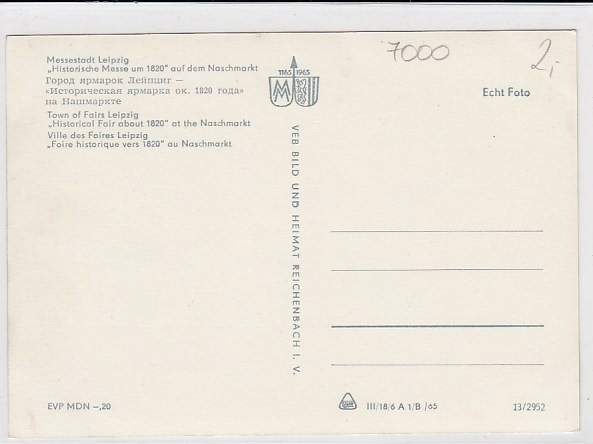 Messestadt Leipzig
„Historische Messe um 1820" auf dem Naschmarkt
Город ярмарок Лейпциг —
«Историческая ярмарка ок. 1820 года»
на Нашмаркте
Town of Fairs Leipzig
„Historical Fair about 1820" at the Naschmarkt
Ville des Foires Leipzig
„Foire historique vers 1820" au Naschmarkt
7000
2,-
1165 1965
MM
Echt Foto
VEB BILD UND HEIMAT REICHENBACH I. V.
EVP MDN –,20
III/18/6 A 1/B /65
13/2952